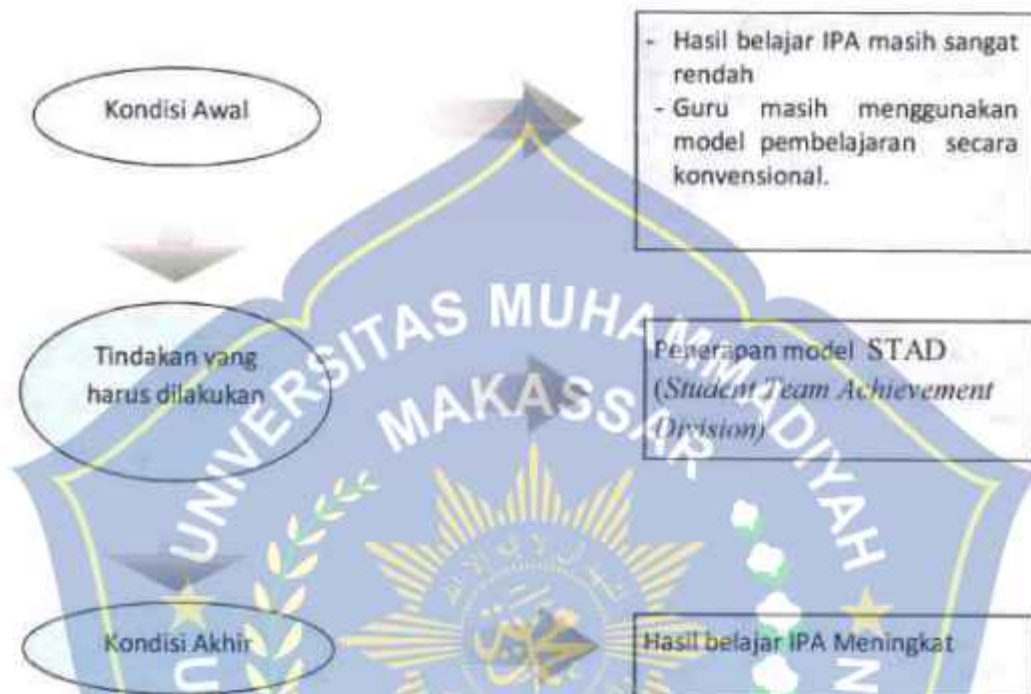 Kondisi Awal
- Hasil belajar IPA masih sangat
rendah
- Guru masih menggunakan
model pembelajaran secara
konvensional.
Tindakan yang
harus dilakukan
Penerapan model STAD
(Student Team Achievement
Division)
UNIVERSITAS MUHAMMADIYAH
MAKASSAR
Kondisi Akhir
Hasil belajar IPA Meningkat